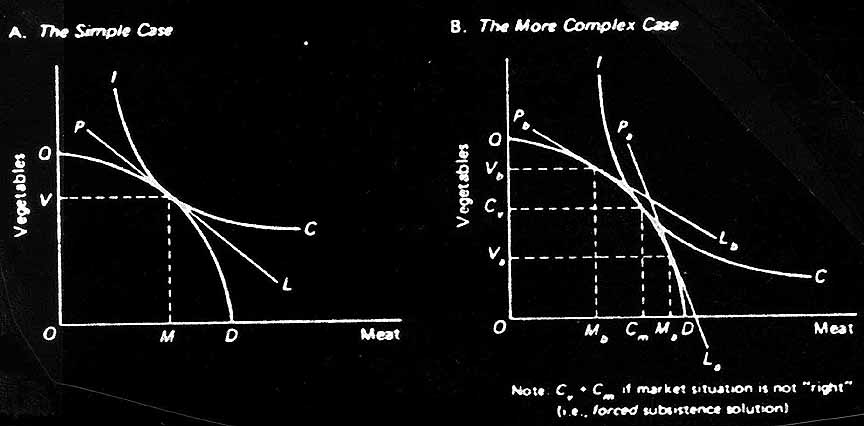 A. The Simple Case
I
P
Q
V
Vegetables
C
L
O
M
D
Meat
B. The More Complex Case
I
P_b
P_a
Q
V_b
C_v
V_a
Vegetables
L_b
C
O
M_b
C_m
M_a
D
Meat
L_a
Note: C_v + C_m if market situation is not "right"
(i.e., forced subsistence solution)